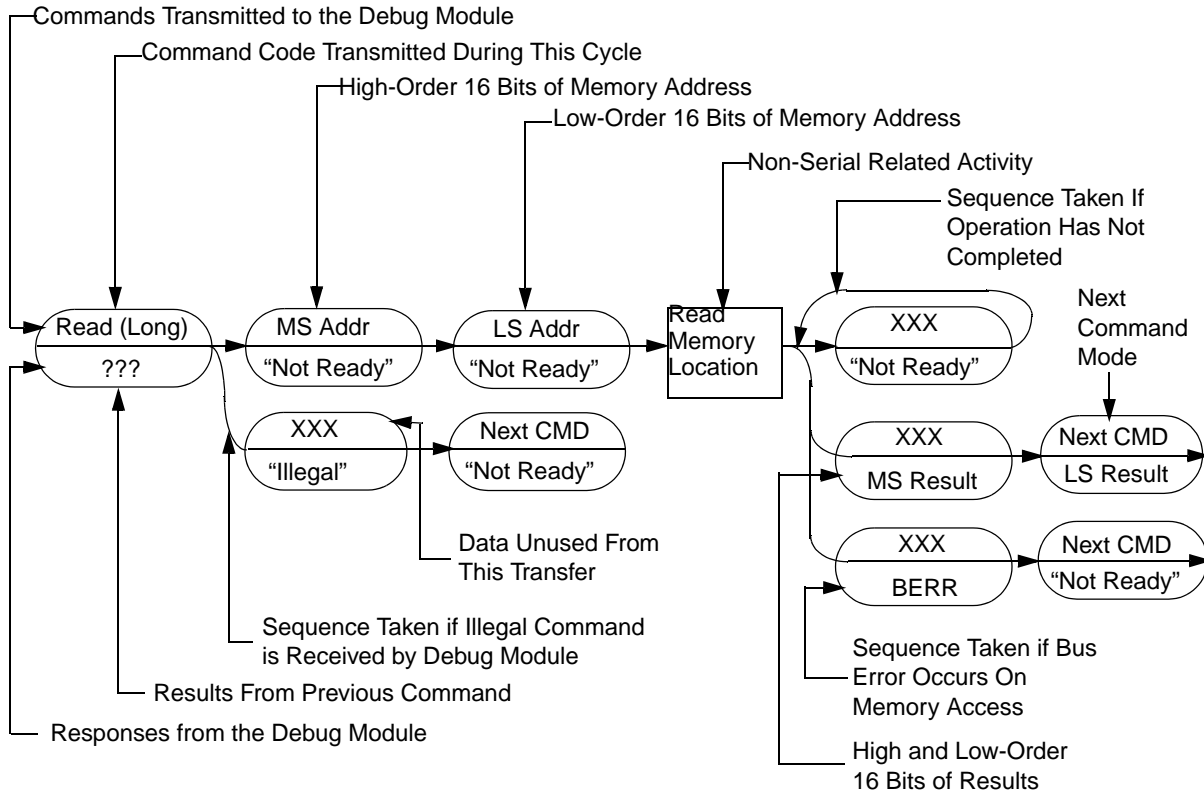 Commands Transmitted to the Debug Module
Command Code Transmitted During This Cycle
High-Order 16 Bits of Memory Address
Low-Order 16 Bits of Memory Address
Non-Serial Related Activity
Sequence Taken If
Operation Has Not
Completed
Next
Command
Mode
Read (Long)
???
MS Addr
“Not Ready”
LS Addr
“Not Ready”
Read
Memory
Location
XXX
“Not Ready”
XXX
“Illegal”
Next CMD
“Not Ready”
XXX
MS Result
Next CMD
LS Result
XXX
BERR
Next CMD
“Not Ready”
Data Unused From
This Transfer
Sequence Taken if Illegal Command
is Received by Debug Module
Results From Previous Command
Responses from the Debug Module
Sequence Taken if Bus
Error Occurs On
Memory Access
High and Low-Order
16 Bits of Results